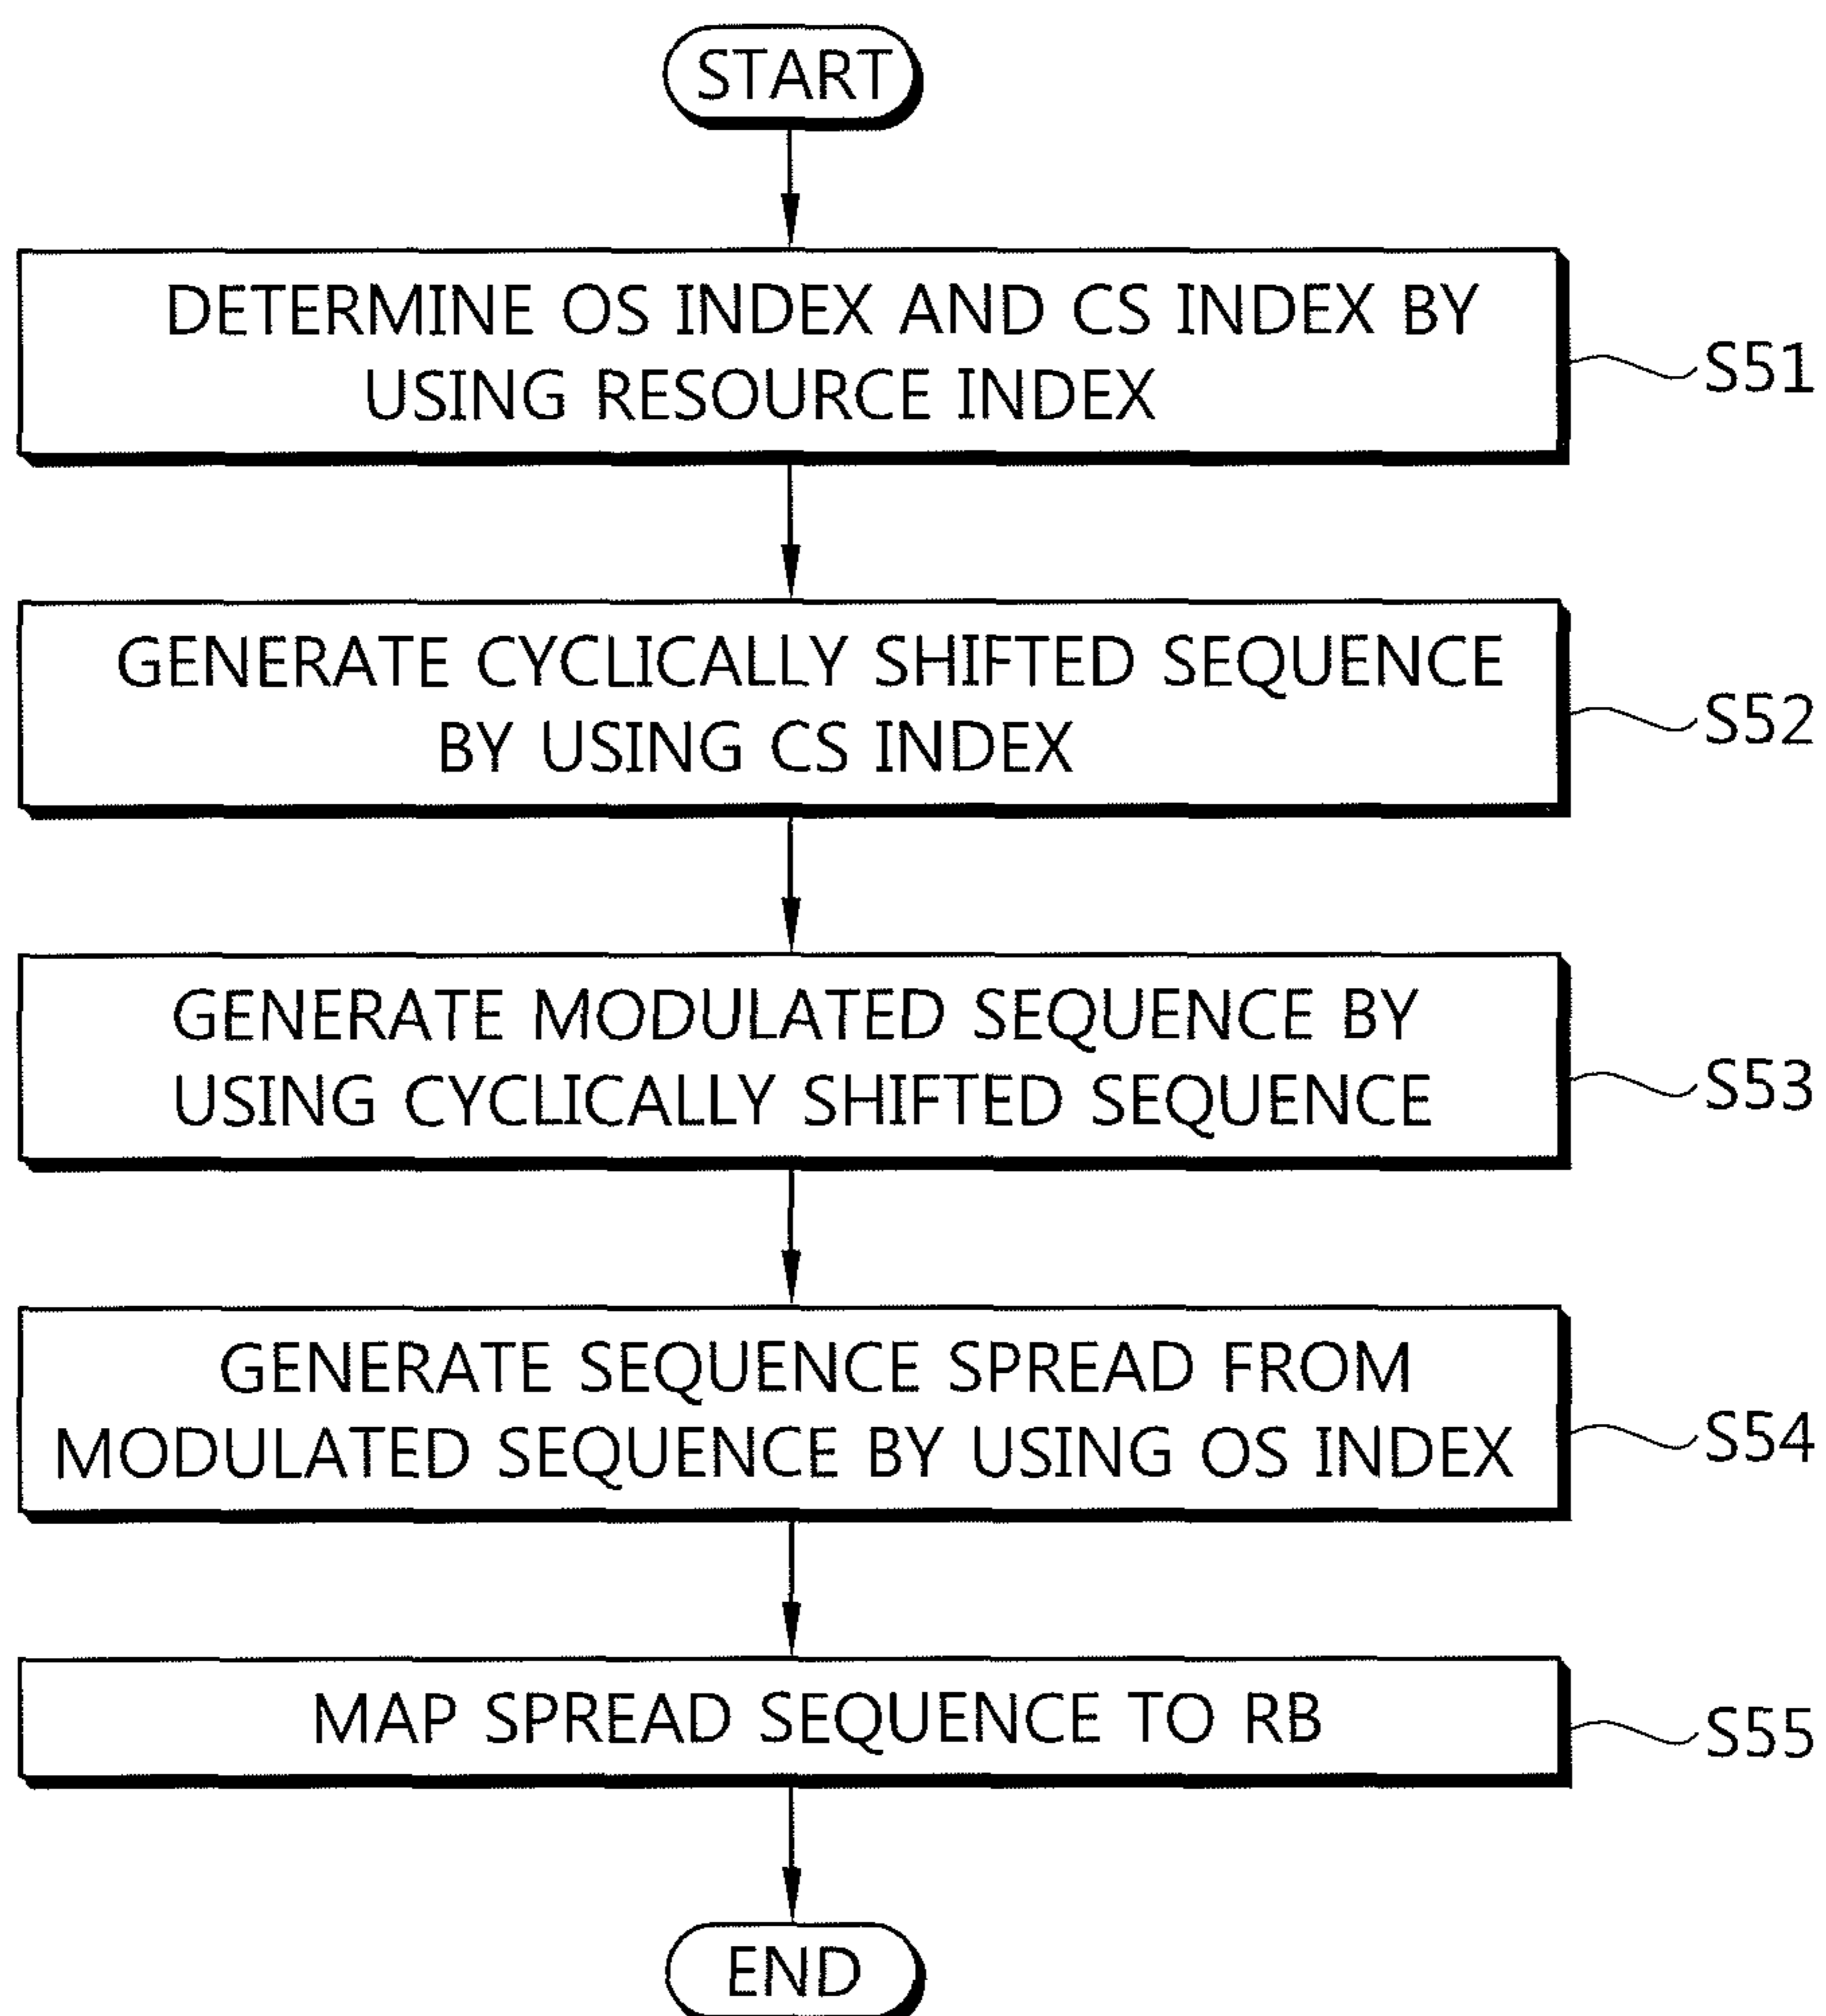 START
DETERMINE OS INDEX AND CS INDEX BY
USING RESOURCE INDEX
S51
GENERATE CYCLICALLY SHIFTED SEQUENCE
BY USING CS INDEX
S52
GENERATE MODULATED SEQUENCE BY
USING CYCLICALLY SHIFTED SEQUENCE
S53
GENERATE SEQUENCE SPREAD FROM
MODULATED SEQUENCE BY USING OS INDEX
S54
MAP SPREAD SEQUENCE TO RB
S55
END